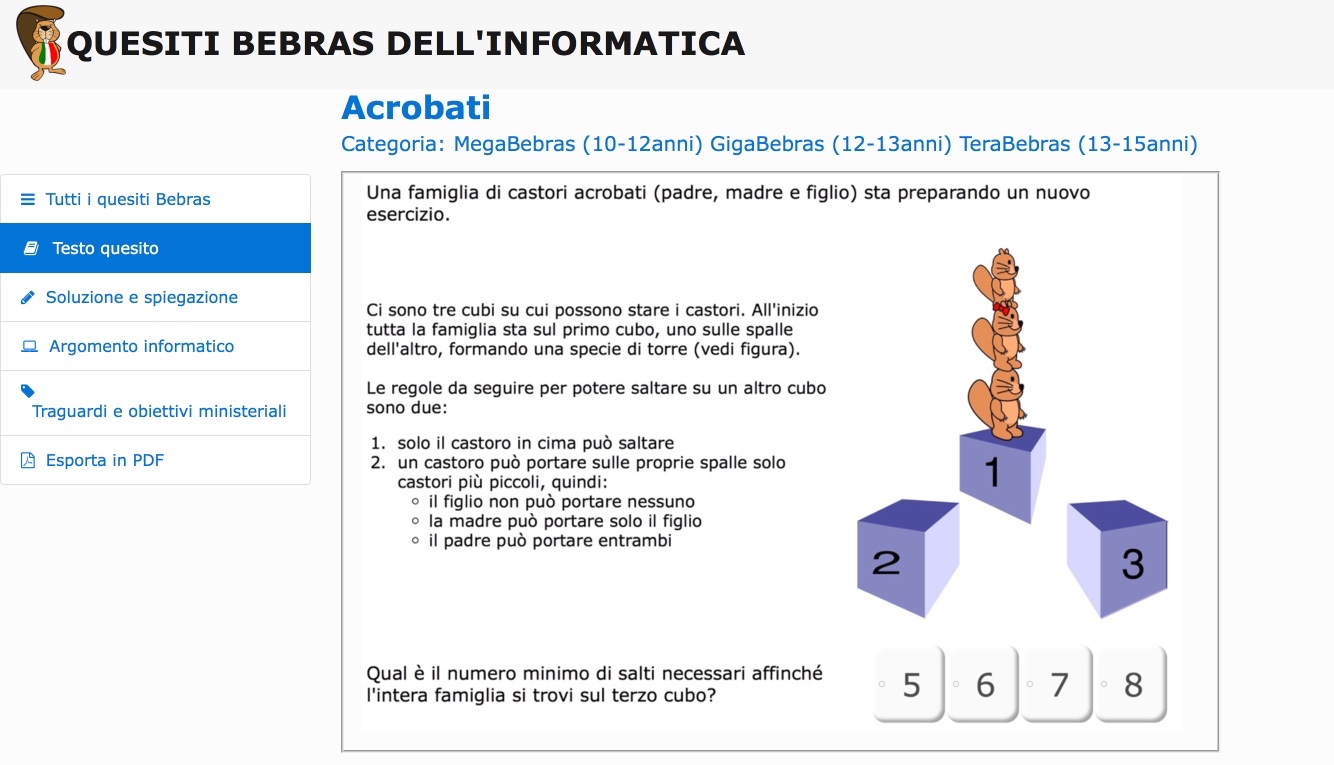 QUESITI BEBRAS DELL'INFORMATICA
Acrobati
Categoria: MegaBebras (10-12anni) GigaBebras (12-13anni) TeraBebras (13-15anni)
Tutti i quesiti Bebras
Testo quesito
Soluzione e spiegazione
Argomento informatico
Traguardi e obiettivi ministeriali
Esporta in PDF
Una famiglia di castori acrobati (padre, madre e figlio) sta preparando un nuovo
esercizio.
Ci sono tre cubi su cui possono stare i castori. All'inizio
tutta la famiglia sta sul primo cubo, uno sulle spalle
dell'altro, formando una specie di torre (vedi figura).
Le regole da seguire per potere saltare su un altro cubo
sono due:
1. solo il castoro in cima può saltare
2. un castoro può portare sulle proprie spalle solo
castori più piccoli, quindi:
il figlio non può portare nessuno
la madre può portare solo il figlio
il padre può portare entrambi
1
2
3
Qual è il numero minimo di salti necessari affinché
l'intera famiglia si trovi sul terzo cubo?
5 6 7 8